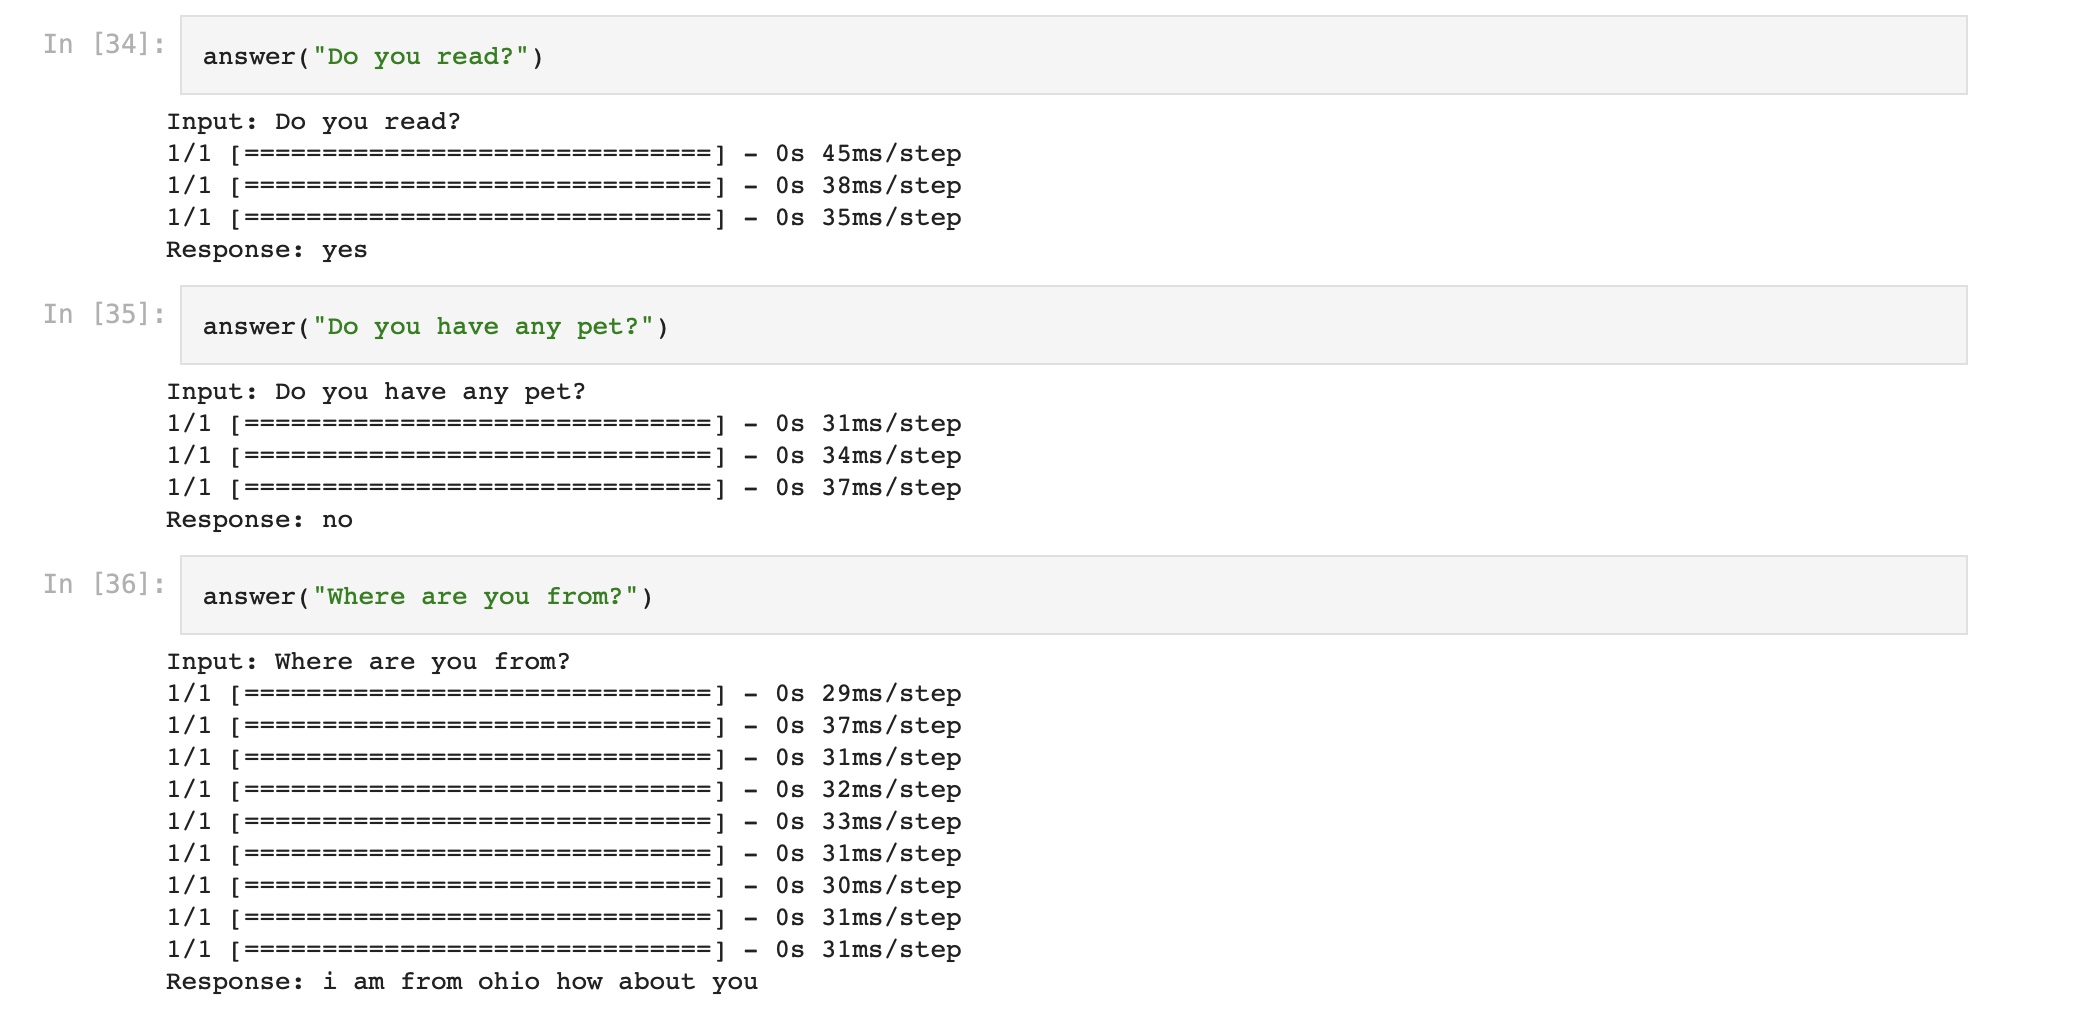 In [34]:
answer("Do you read?")
Input: Do you read?
1/1 [==============================] - 0s 45ms/step
1/1 [==============================] - 0s 38ms/step
1/1 [==============================] - 0s 35ms/step
Response: yes
In [35]:
answer("Do you have any pet?")
Input: Do you have any pet?
1/1 [==============================] - 0s 31ms/step
1/1 [==============================] - 0s 34ms/step
1/1 [==============================] - 0s 37ms/step
Response: no
In [36]:
answer("Where are you from?")
Input: Where are you from?
1/1 [==============================] - 0s 29ms/step
1/1 [==============================] - 0s 37ms/step
1/1 [==============================] - 0s 31ms/step
1/1 [==============================] - 0s 32ms/step
1/1 [==============================] - 0s 33ms/step
1/1 [==============================] - 0s 31ms/step
1/1 [==============================] - 0s 30ms/step
1/1 [==============================] - 0s 31ms/step
1/1 [==============================] - 0s 31ms/step
Response: i am from ohio how about you